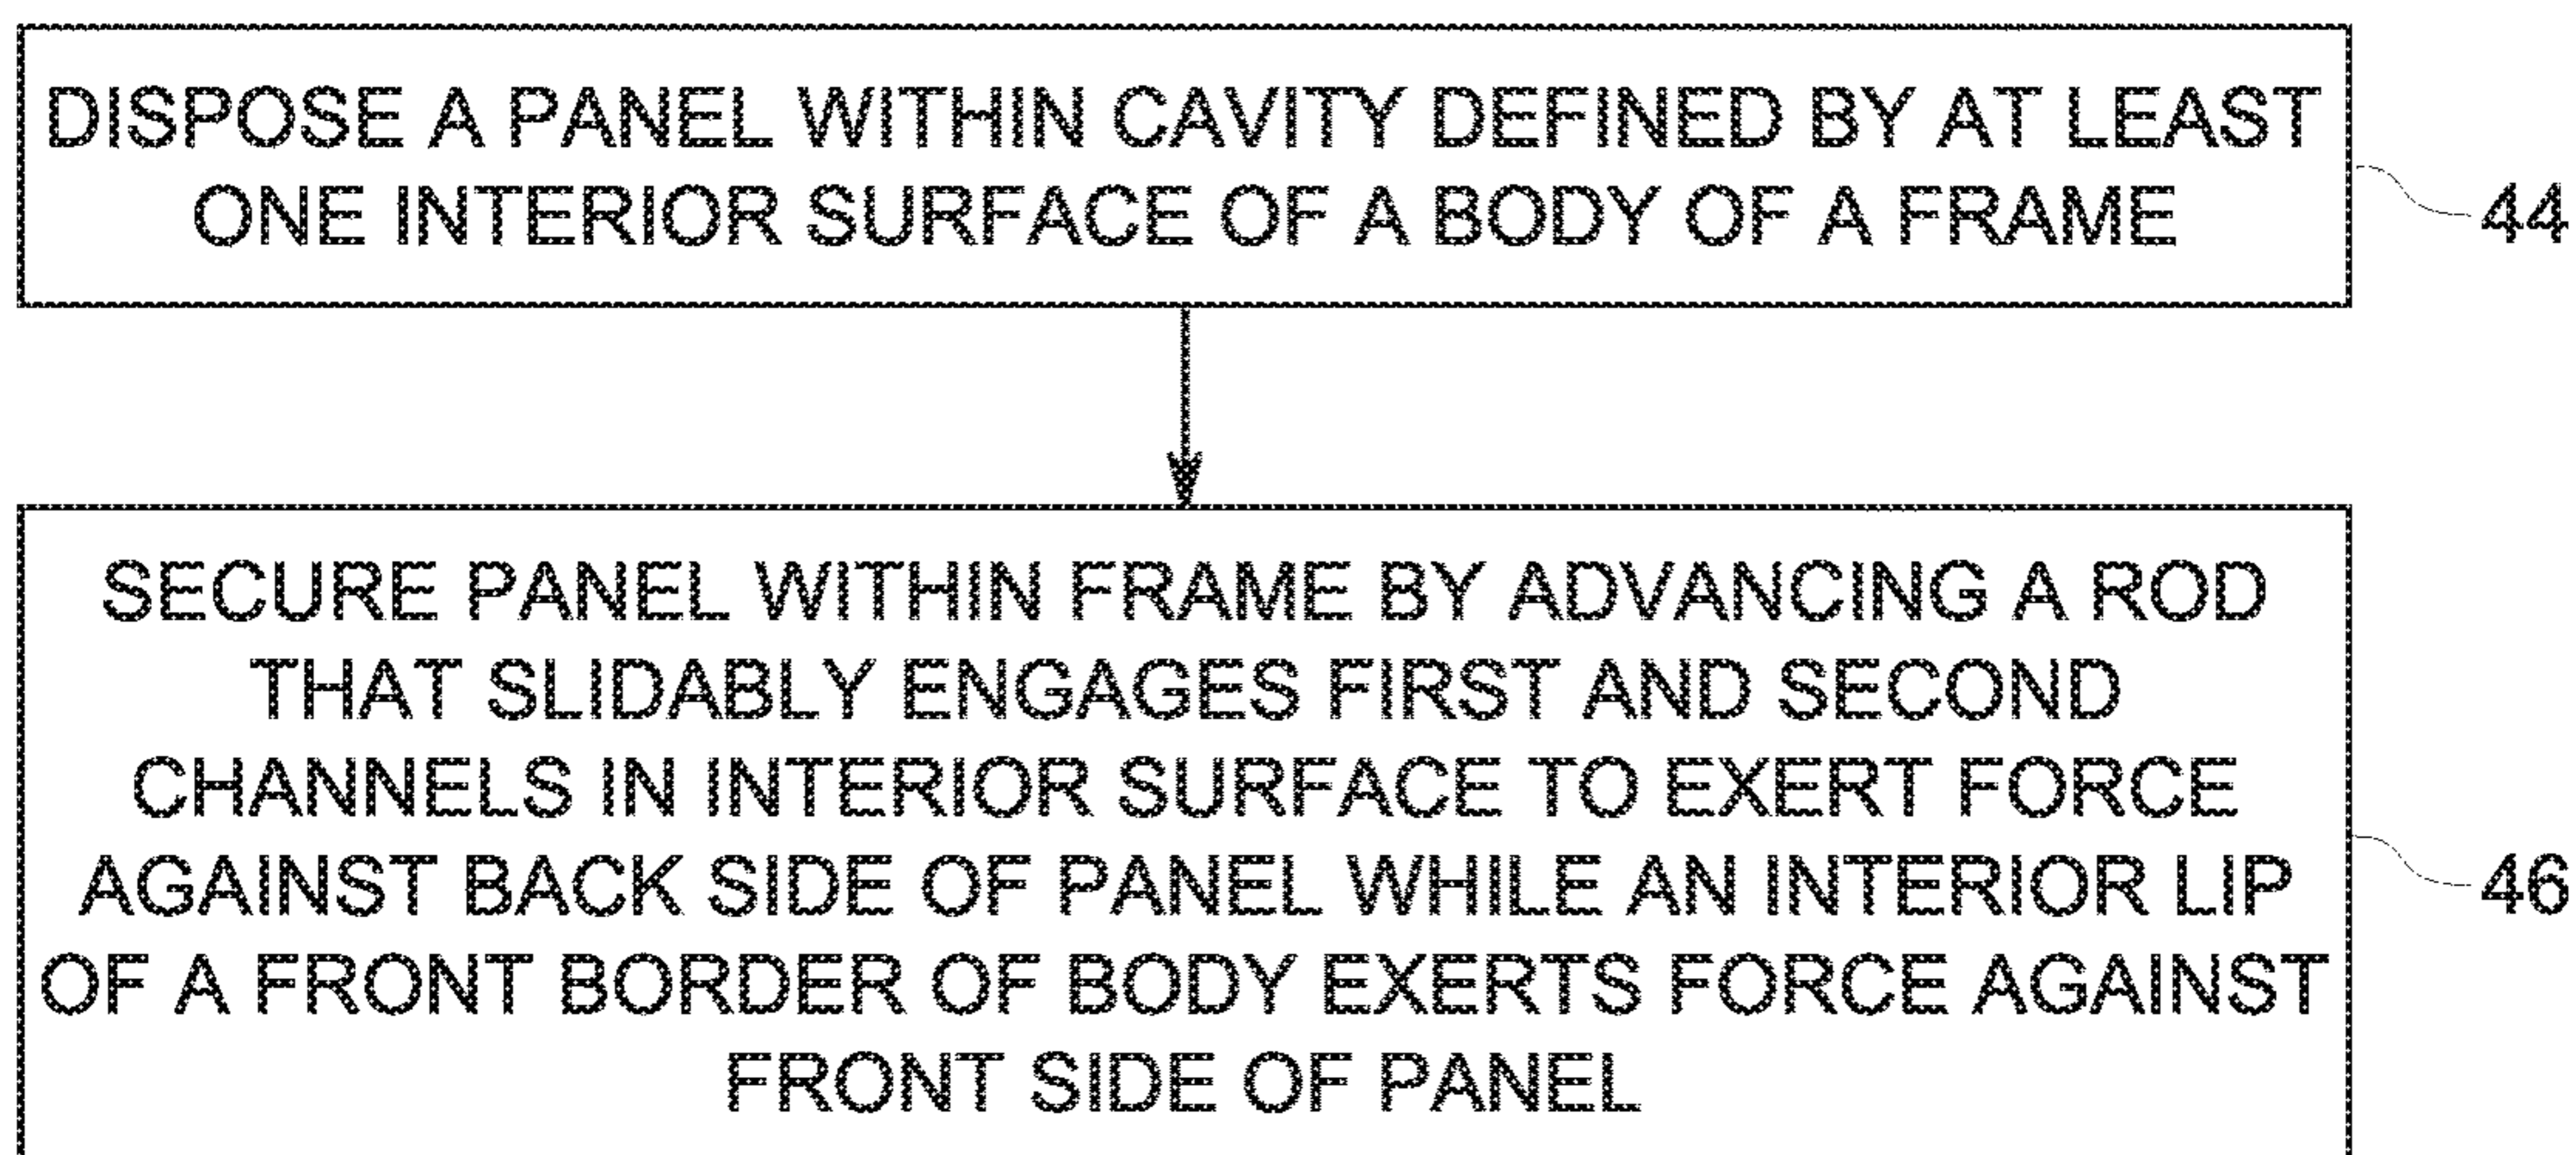 DISPOSE A PANEL WITHIN CAVITY DEFINED BY AT LEAST
ONE INTERIOR SURFACE OF A BODY OF A FRAME
44
SECURE PANEL WITHIN FRAME BY ADVANCING A ROD
THAT SLIDABLY ENGAGES FIRST AND SECOND
CHANNELS IN INTERIOR SURFACE TO EXERT FORCE
AGAINST BACK SIDE OF PANEL WHILE AN INTERIOR LIP
OF A FRONT BORDER OF BODY EXERTS FORCE AGAINST
FRONT SIDE OF PANEL
46